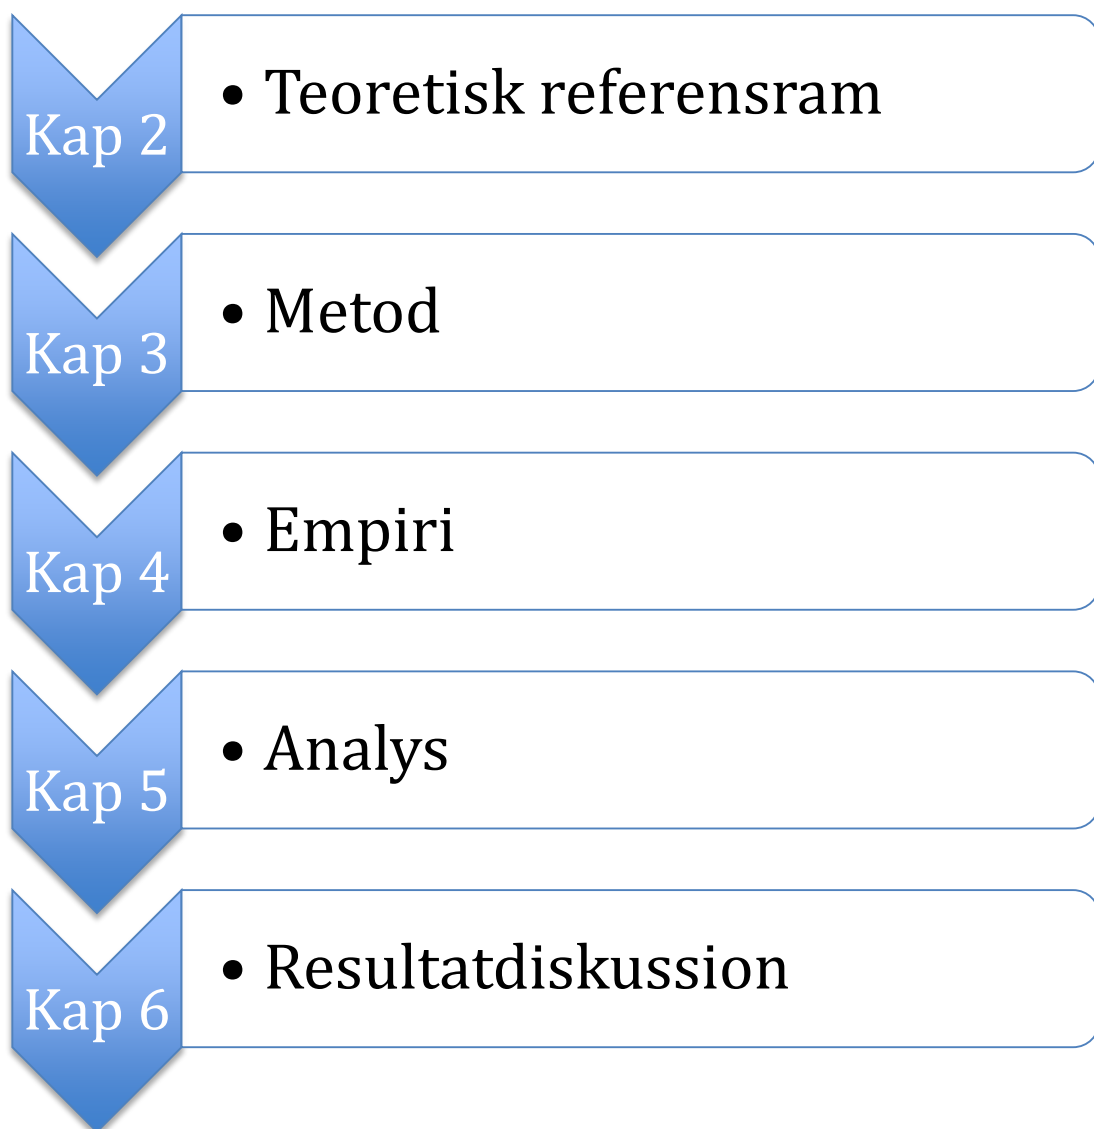 Kap 2
• Teoretisk referensram
Kap 3
• Metod
Kap 4
• Empiri
Kap 5
• Analys
Kap 6
• Resultatdiskussion